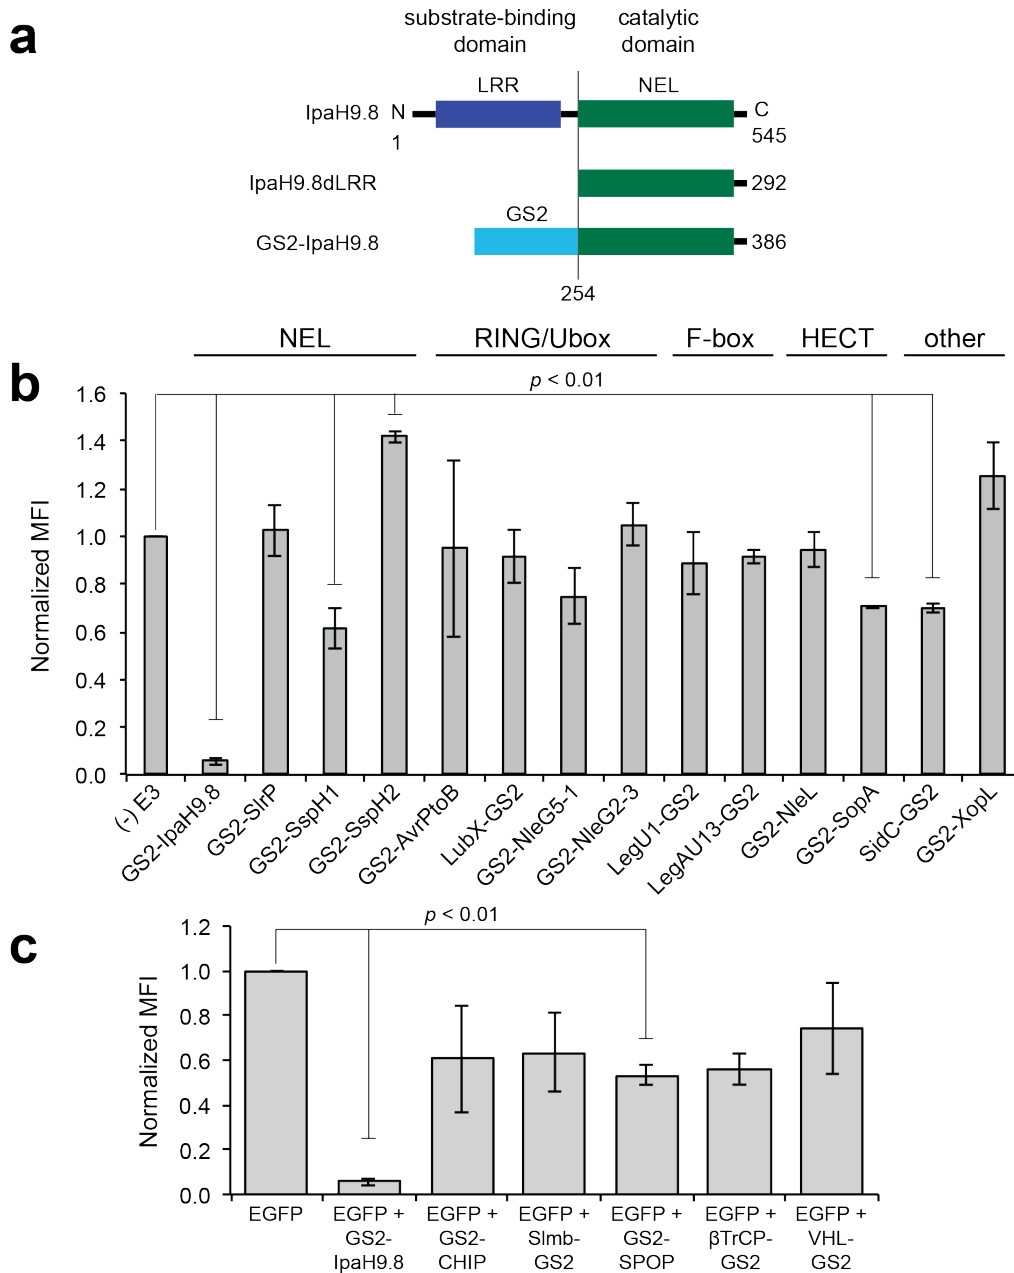 a
substrate-binding
domain
catalytic
domain
LRR
NEL
IpaH9.8 N C
1 545
IpaH9.8dLRR 292
GS2
GS2-IpaH9.8 386
254
NEL RING/Ubox F-box HECT other
b
p < 0.01
Normalized MFI
1.6
1.4
1.2
1.0
0.8
0.6
0.4
0.2
0.0
(-) E3
GS2-IpaH9.8
GS2-SlrP
GS2-SspH1
GS2-SspH2
GS2-AvrPtoB
LubX-GS2
GS2-NleG5-1
GS2-NleG2-3
LegU1-GS2
LegAU13-GS2
GS2-NleL
GS2-SopA
SidC-GS2
GS2-XopL
c
p < 0.01
Normalized MFI
1.2
1.0
0.8
0.6
0.4
0.2
0.0
EGFP
EGFP +
GS2-
IpaH9.8
EGFP +
GS2-
CHIP
EGFP +
Slmb-
GS2
EGFP +
GS2-
SPOP
EGFP +
βTrCP-
GS2
EGFP +
VHL-
GS2